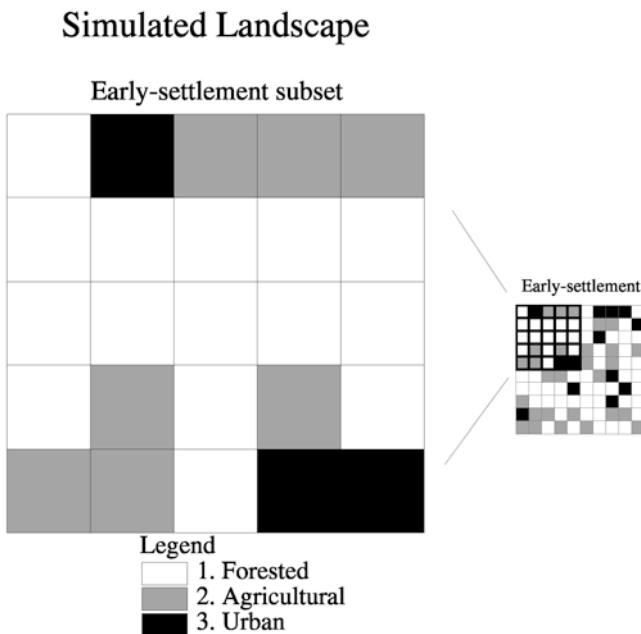 Simulated Landscape
Early-settlement subset
Early-settlement
Legend
1. Forested
2. Agricultural
3. Urban